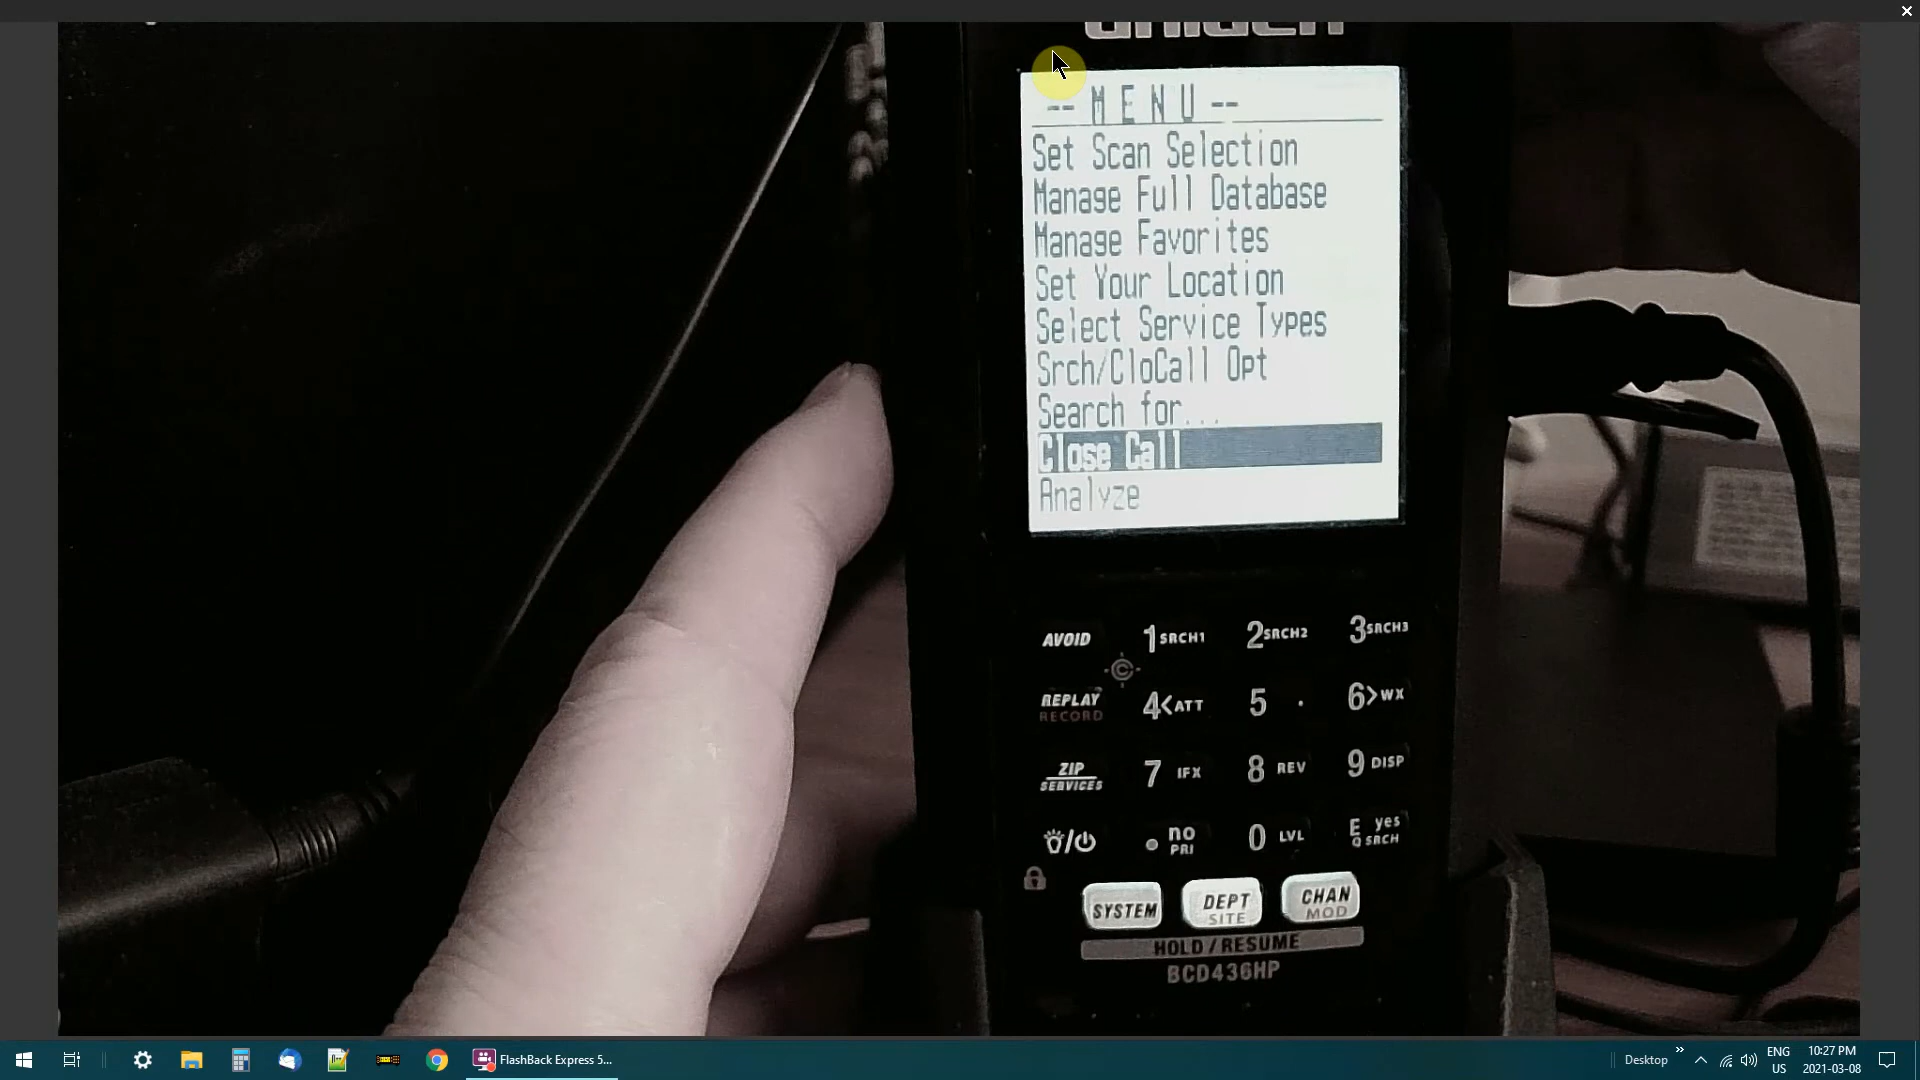 uniden
-- M E N U --
Set Scan Selection
Manage Full Database
Manage Favorites
Set Your Location
Select Service Types
Srch/CloCall Opt
Search for...
Close Call
Analyze
AVOID 1 SRCH1 2 SRCH2 3 SRCH3
REPLAY 4 < ATT 5 . 6 > WX
RECORD
ZIP 7 IFX 8 REV 9 DISP
SERVICES
. no 0 LVL E yes
PRI Q SRCH
SYSTEM DEPT CHAN
SITE MOD
HOLD / RESUME
BCD436HP
FlashBack Express 5...
Desktop
ENG
US
10:27 PM
2021-03-08